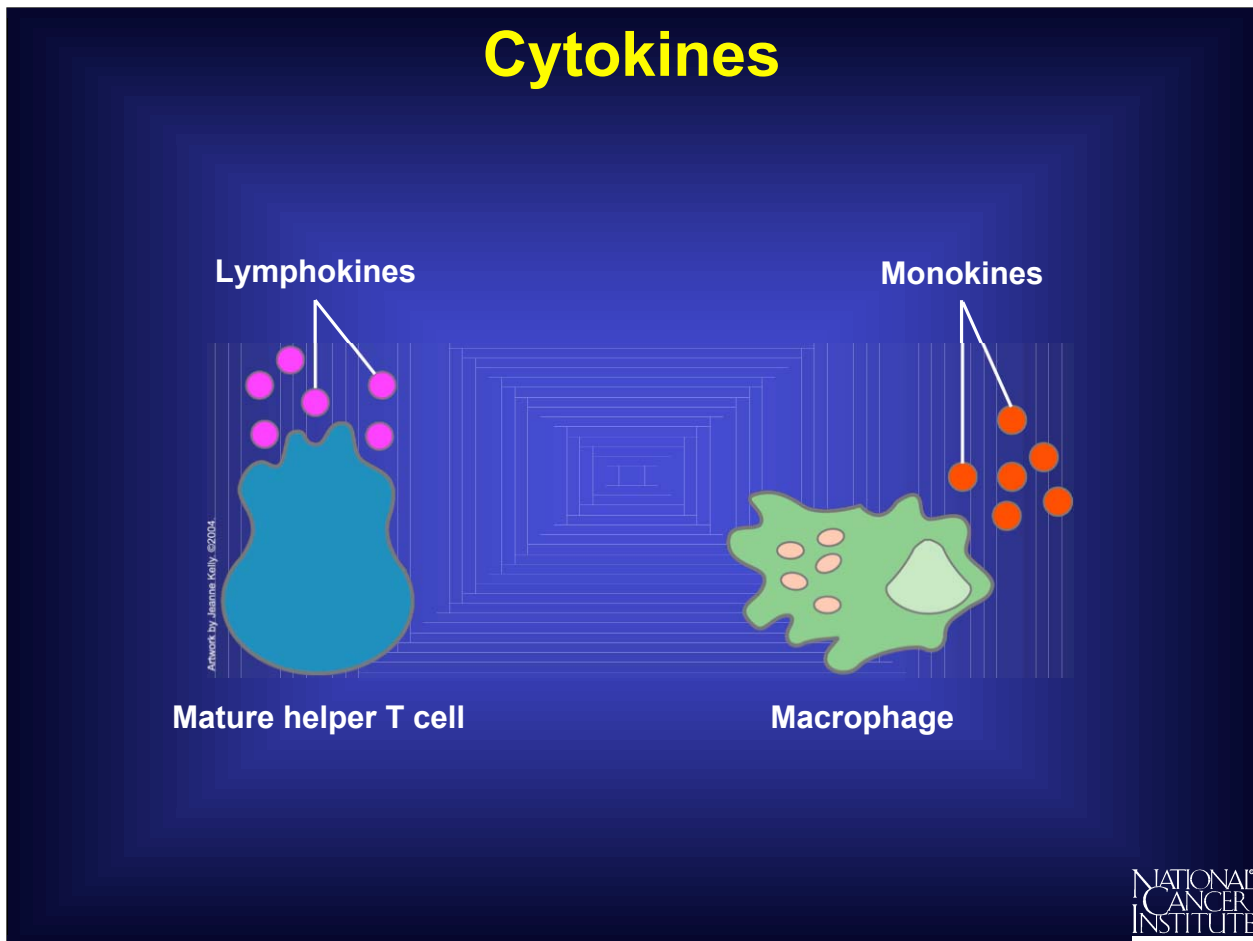 Cytokines
Lymphokines
Monokines
Artwork by Jeanne Kelly. ©2004.
Mature helper T cell
Macrophage
NATIONAL®
CANCER
INSTITUTE